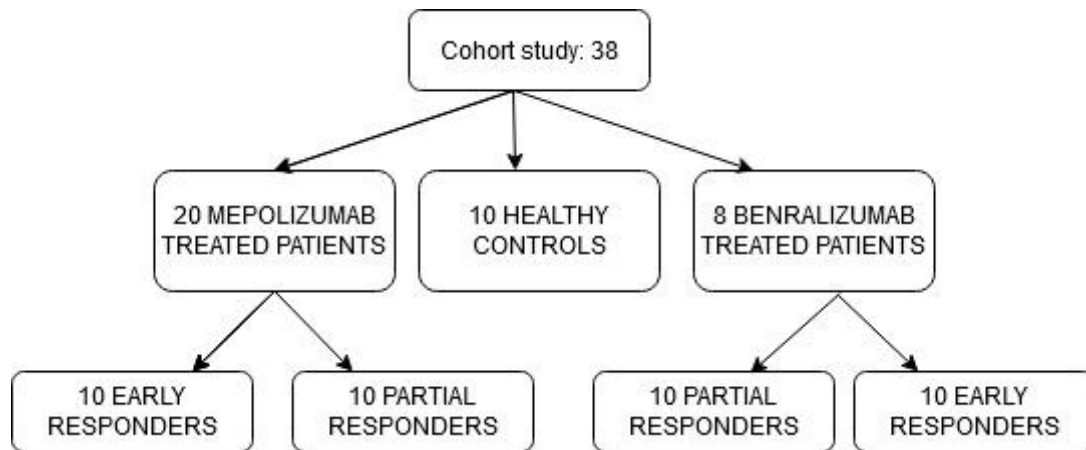 Cohort study: 38
20 MEPOLIZUMAB
TREATED PATIENTS
10 HEALTHY
CONTROLS
8 BENRALIZUMAB
TREATED PATIENTS
10 EARLY
RESPONDERS
10 PARTIAL
RESPONDERS
10 PARTIAL
RESPONDERS
10 EARLY
RESPONDERS